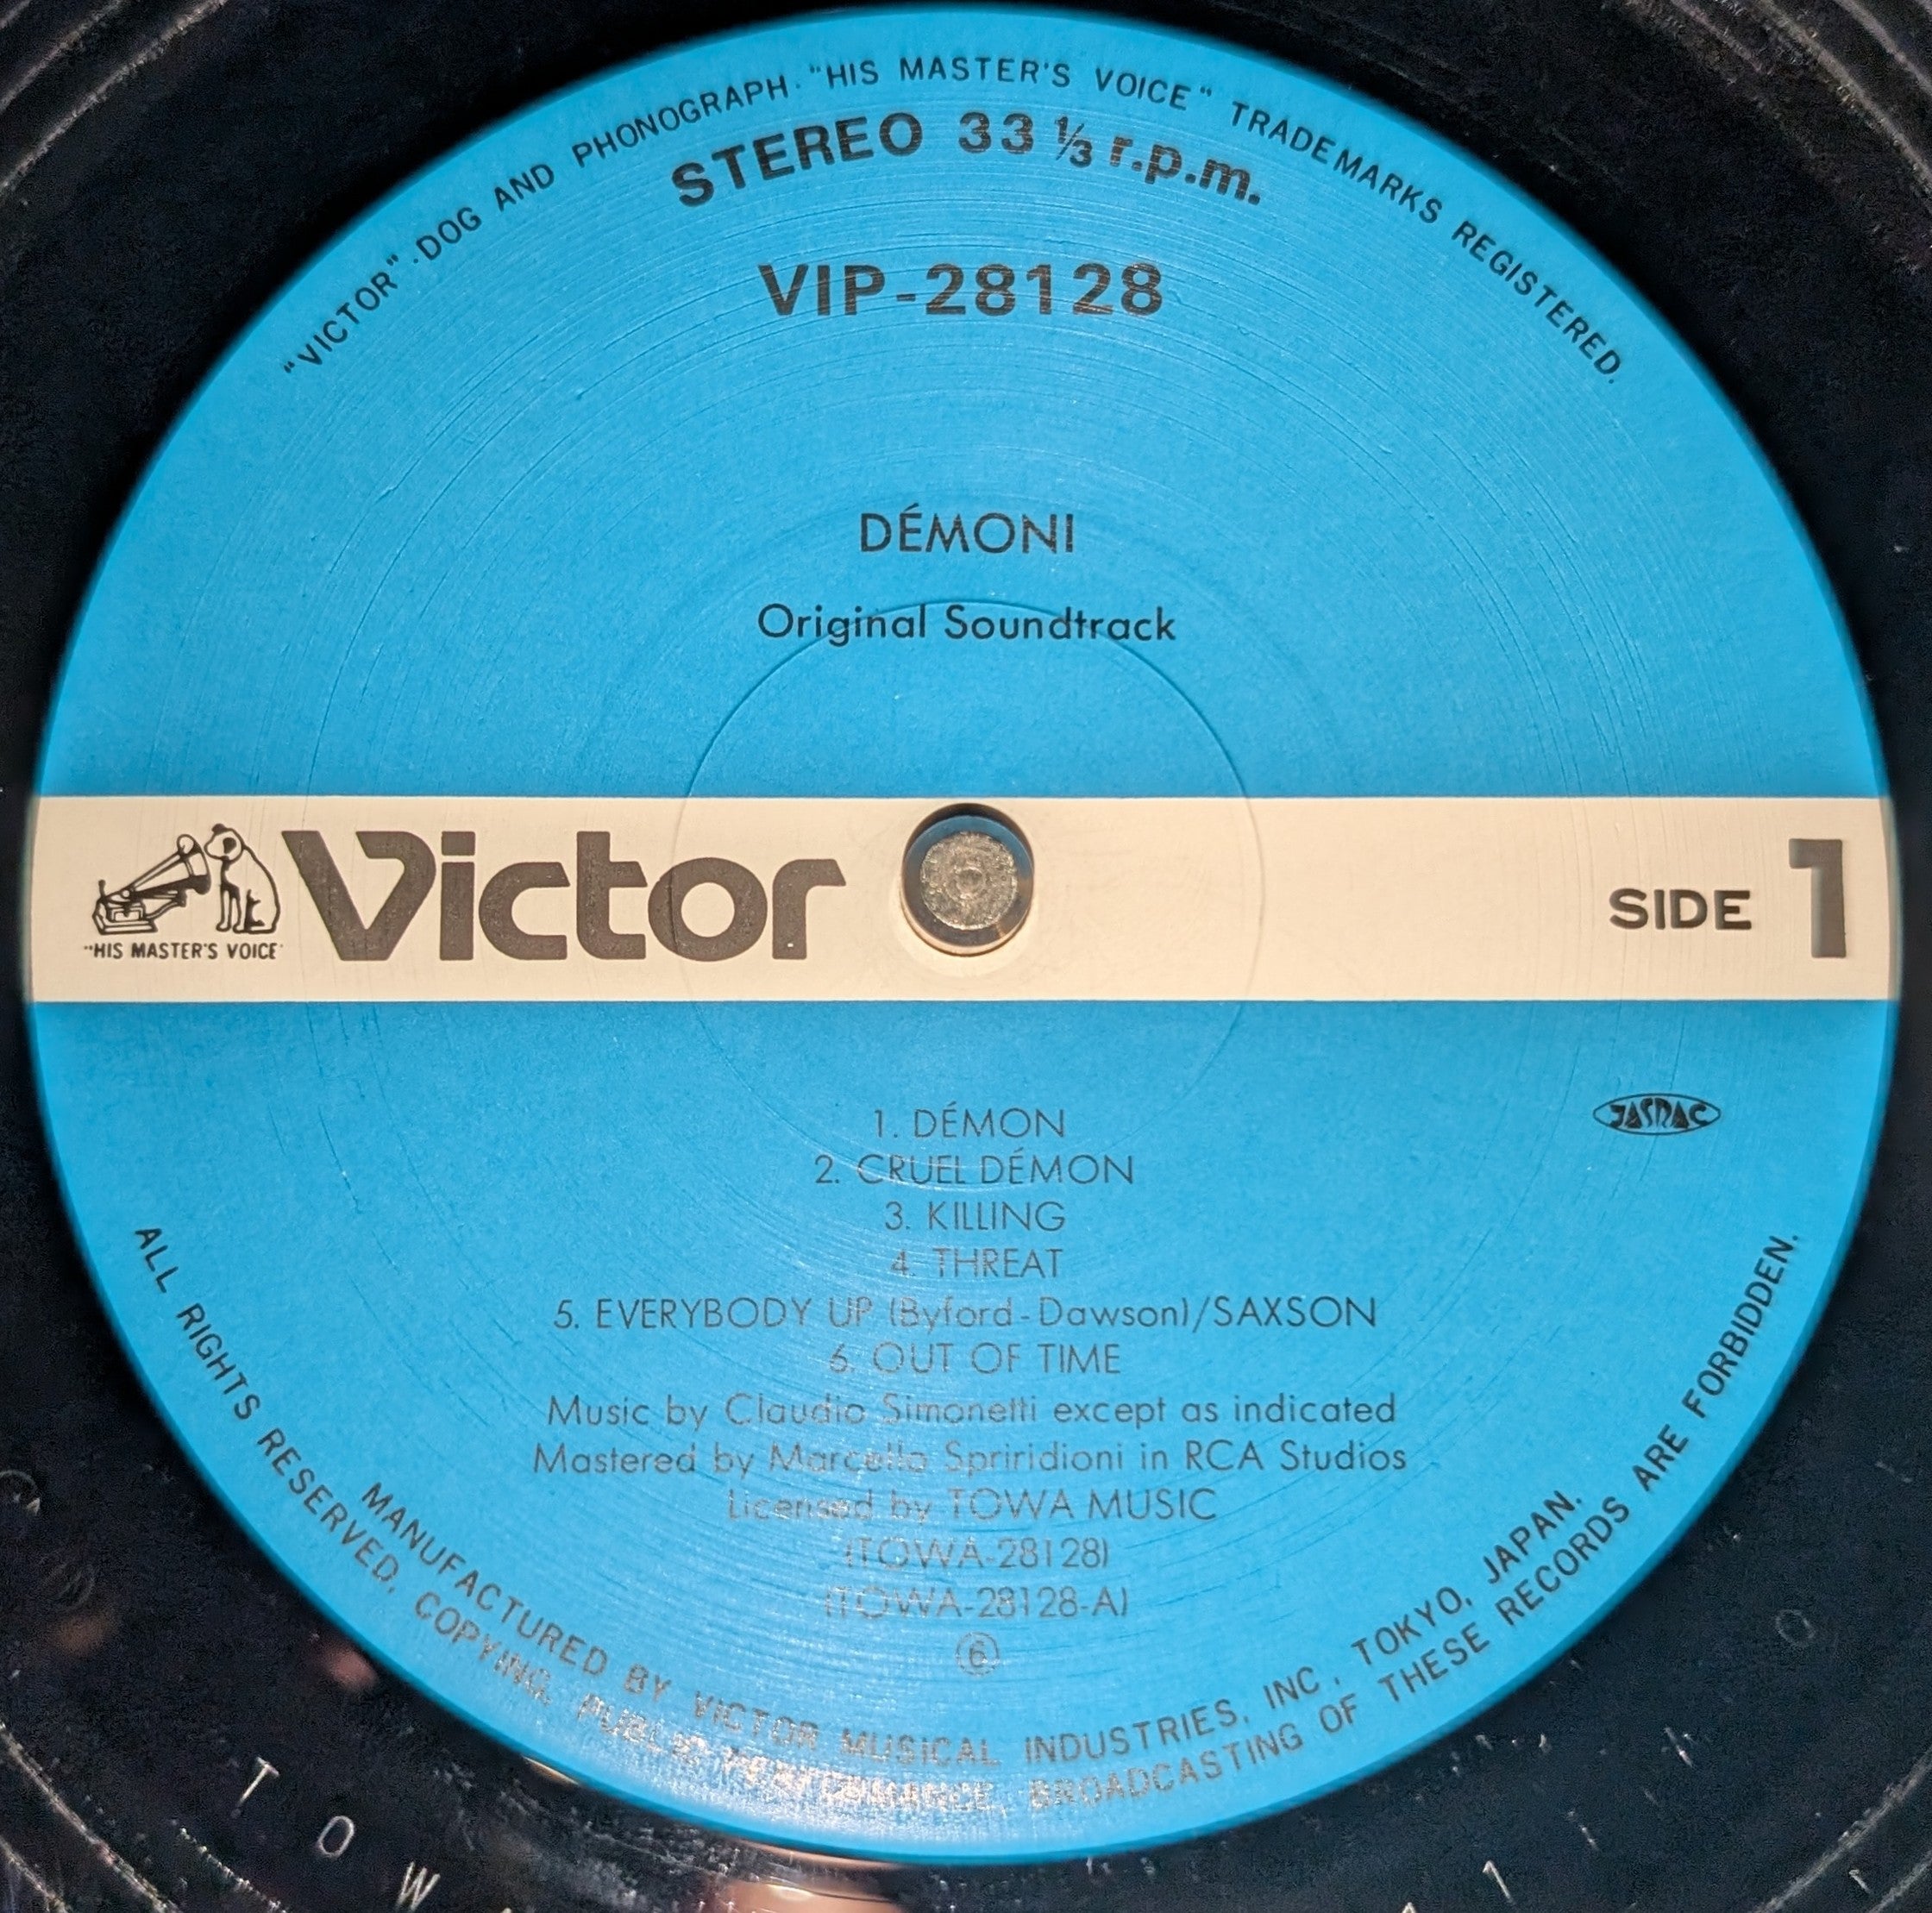 "VICTOR" · DOG AND PHONOGRAPH · "HIS MASTER'S VOICE" TRADEMARKS REGISTERED.
STEREO 33 ⅓ r.p.m.
VIP-28128
DÉMONI
Original Soundtrack
"HIS MASTER'S VOICE"
Victor
SIDE 1
JASRAC
1. DÉMON
2. CRUEL DÉMON
3. KILLING
4. THREAT
5. EVERYBODY UP (Byford-Dawson)/SAXSON
6. OUT OF TIME
Music by Claudio Simonetti except as indicated
Mastered by Marcello Spriridioni in RCA Studios
Licensed by TOWA MUSIC
(TOWA-28128)
(TOWA-28128-A)
6
MANUFACTURED BY VICTOR MUSICAL INDUSTRIES, INC., TOKYO, JAPAN.
ALL RIGHTS RESERVED, COPYING, PUBLIC PERFORMANCE, BROADCASTING OF THESE RECORDS ARE FORBIDDEN.
T O W